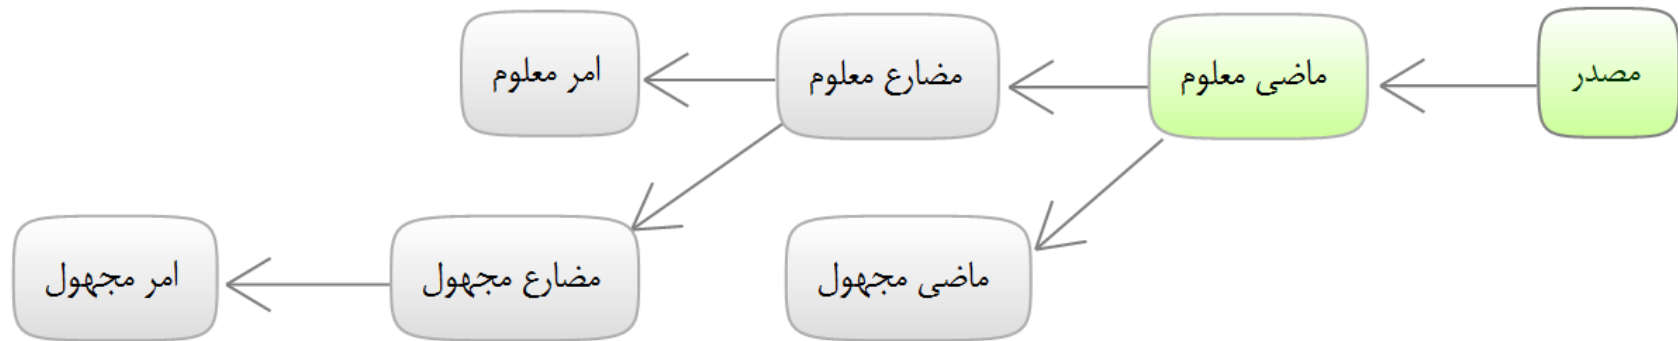 مصدر
ماضی معلوم
مضارع معلوم
امر معلوم
ماضی مجهول
مضارع مجهول
امر مجهول